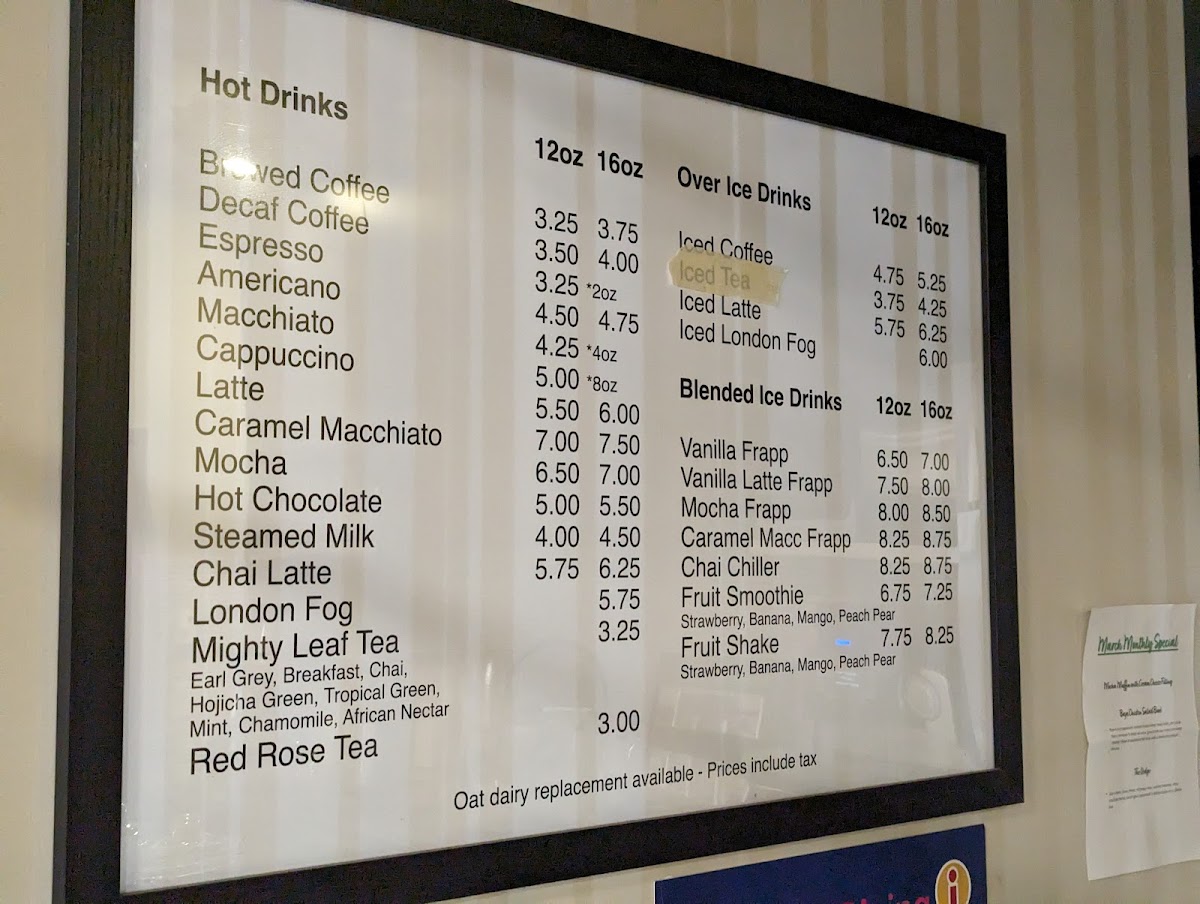 Hot Drinks
12oz 16oz
Brewed Coffee 3.25 3.75
Decaf Coffee 3.50 4.00
Espresso 3.25 *2oz
Americano 4.50 4.75
Macchiato 4.25 *4oz
Cappuccino 5.00 *8oz
Latte 5.50 6.00
Caramel Macchiato 7.00 7.50
Mocha 6.50 7.00
Hot Chocolate 5.00 5.50
Steamed Milk 4.00 4.50
Chai Latte 5.75 6.25
London Fog 5.75
Mighty Leaf Tea 3.25
Earl Grey, Breakfast, Chai,
Hojicha Green, Tropical Green,
Mint, Chamomile, African Nectar
Red Rose Tea 3.00
Over Ice Drinks
12oz 16oz
Iced Coffee 4.75 5.25
Iced Tea 3.75 4.25
Iced Latte 5.75 6.25
Iced London Fog 6.00
Blended Ice Drinks 12oz 16oz
Vanilla Frapp 6.50 7.00
Vanilla Latte Frapp 7.50 8.00
Mocha Frapp 8.00 8.50
Caramel Macc Frapp 8.25 8.75
Chai Chiller 8.25 8.75
Fruit Smoothie 6.75 7.25
Strawberry, Banana, Mango, Peach Pear
Fruit Shake 7.75 8.25
Strawberry, Banana, Mango, Peach Pear
Oat dairy replacement available - Prices include tax
March Monthly Special